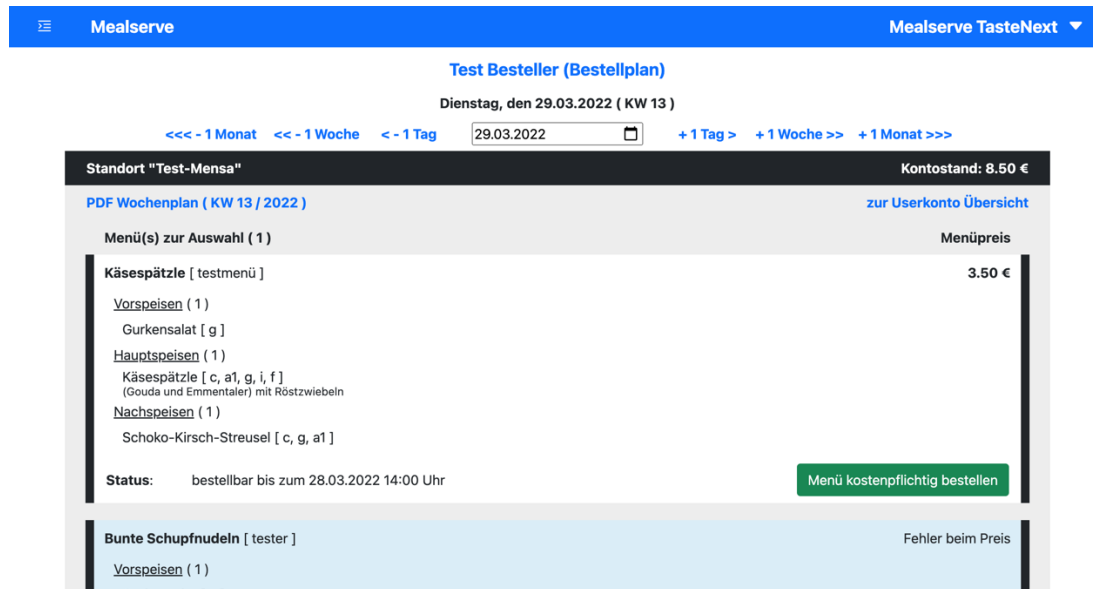 Mealserve Mealserve TasteNext
Test Besteller (Bestellplan)
Dienstag, den 29.03.2022 ( KW 13 )
<<< - 1 Monat << - 1 Woche < - 1 Tag 29.03.2022 + 1 Tag > + 1 Woche >> + 1 Monat >>>
Standort "Test-Mensa" Kontostand: 8.50 €
PDF Wochenplan ( KW 13 / 2022 ) zur Userkonto Übersicht
Menü(s) zur Auswahl ( 1 ) Menüpreis
Käsespätzle [ testmenü ] 3.50 €
Vorspeisen ( 1 )
Gurkensalat [ g ]
Hauptspeisen ( 1 )
Käsespätzle [ c, a1, g, i, f ]
(Gouda und Emmentaler) mit Röstzwiebeln
Nachspeisen ( 1 )
Schoko-Kirsch-Streusel [ c, g, a1 ]
Status: bestellbar bis zum 28.03.2022 14:00 Uhr Menü kostenpflichtig bestellen
Bunte Schupfnudeln [ tester ] Fehler beim Preis
Vorspeisen ( 1 )